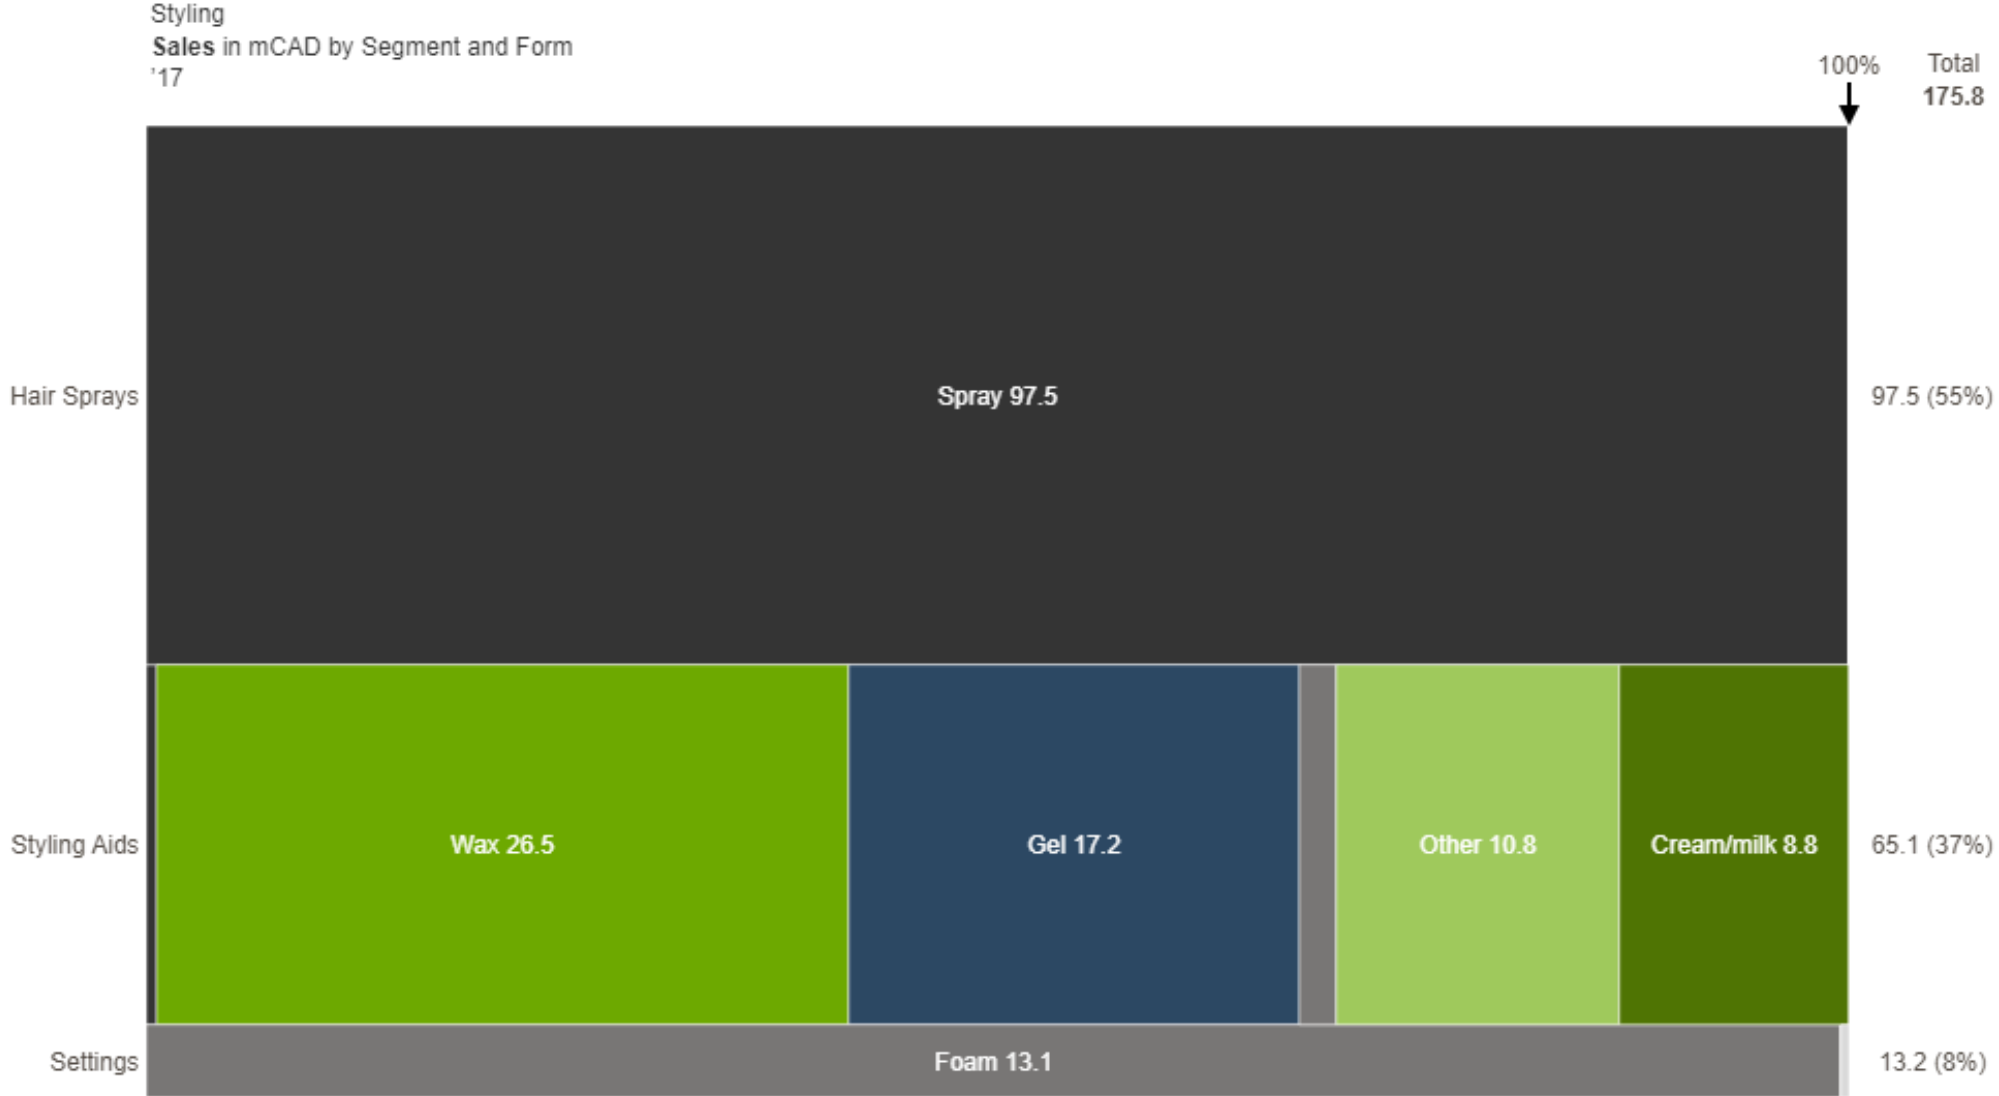 Styling
Sales in mCAD by Segment and Form
'17
100%
Total
175.8
Hair Sprays
Spray 97.5
97.5 (55%)
Styling Aids
Wax 26.5
Gel 17.2
Other 10.8
Cream/milk 8.8
65.1 (37%)
Settings
Foam 13.1
13.2 (8%)